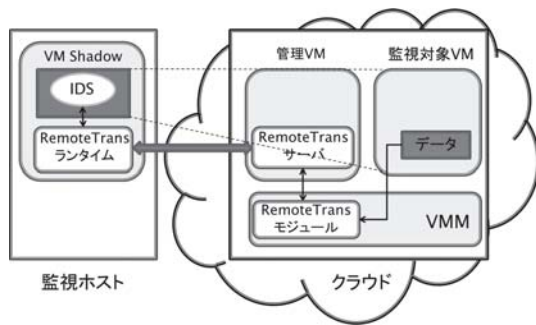 VM Shadow
IDS
RemoteTrans
ランタイム
監視ホスト
管理VM
監視対象VM
RemoteTrans
サーバ
データ
RemoteTrans
モジュール
VMM
クラウド